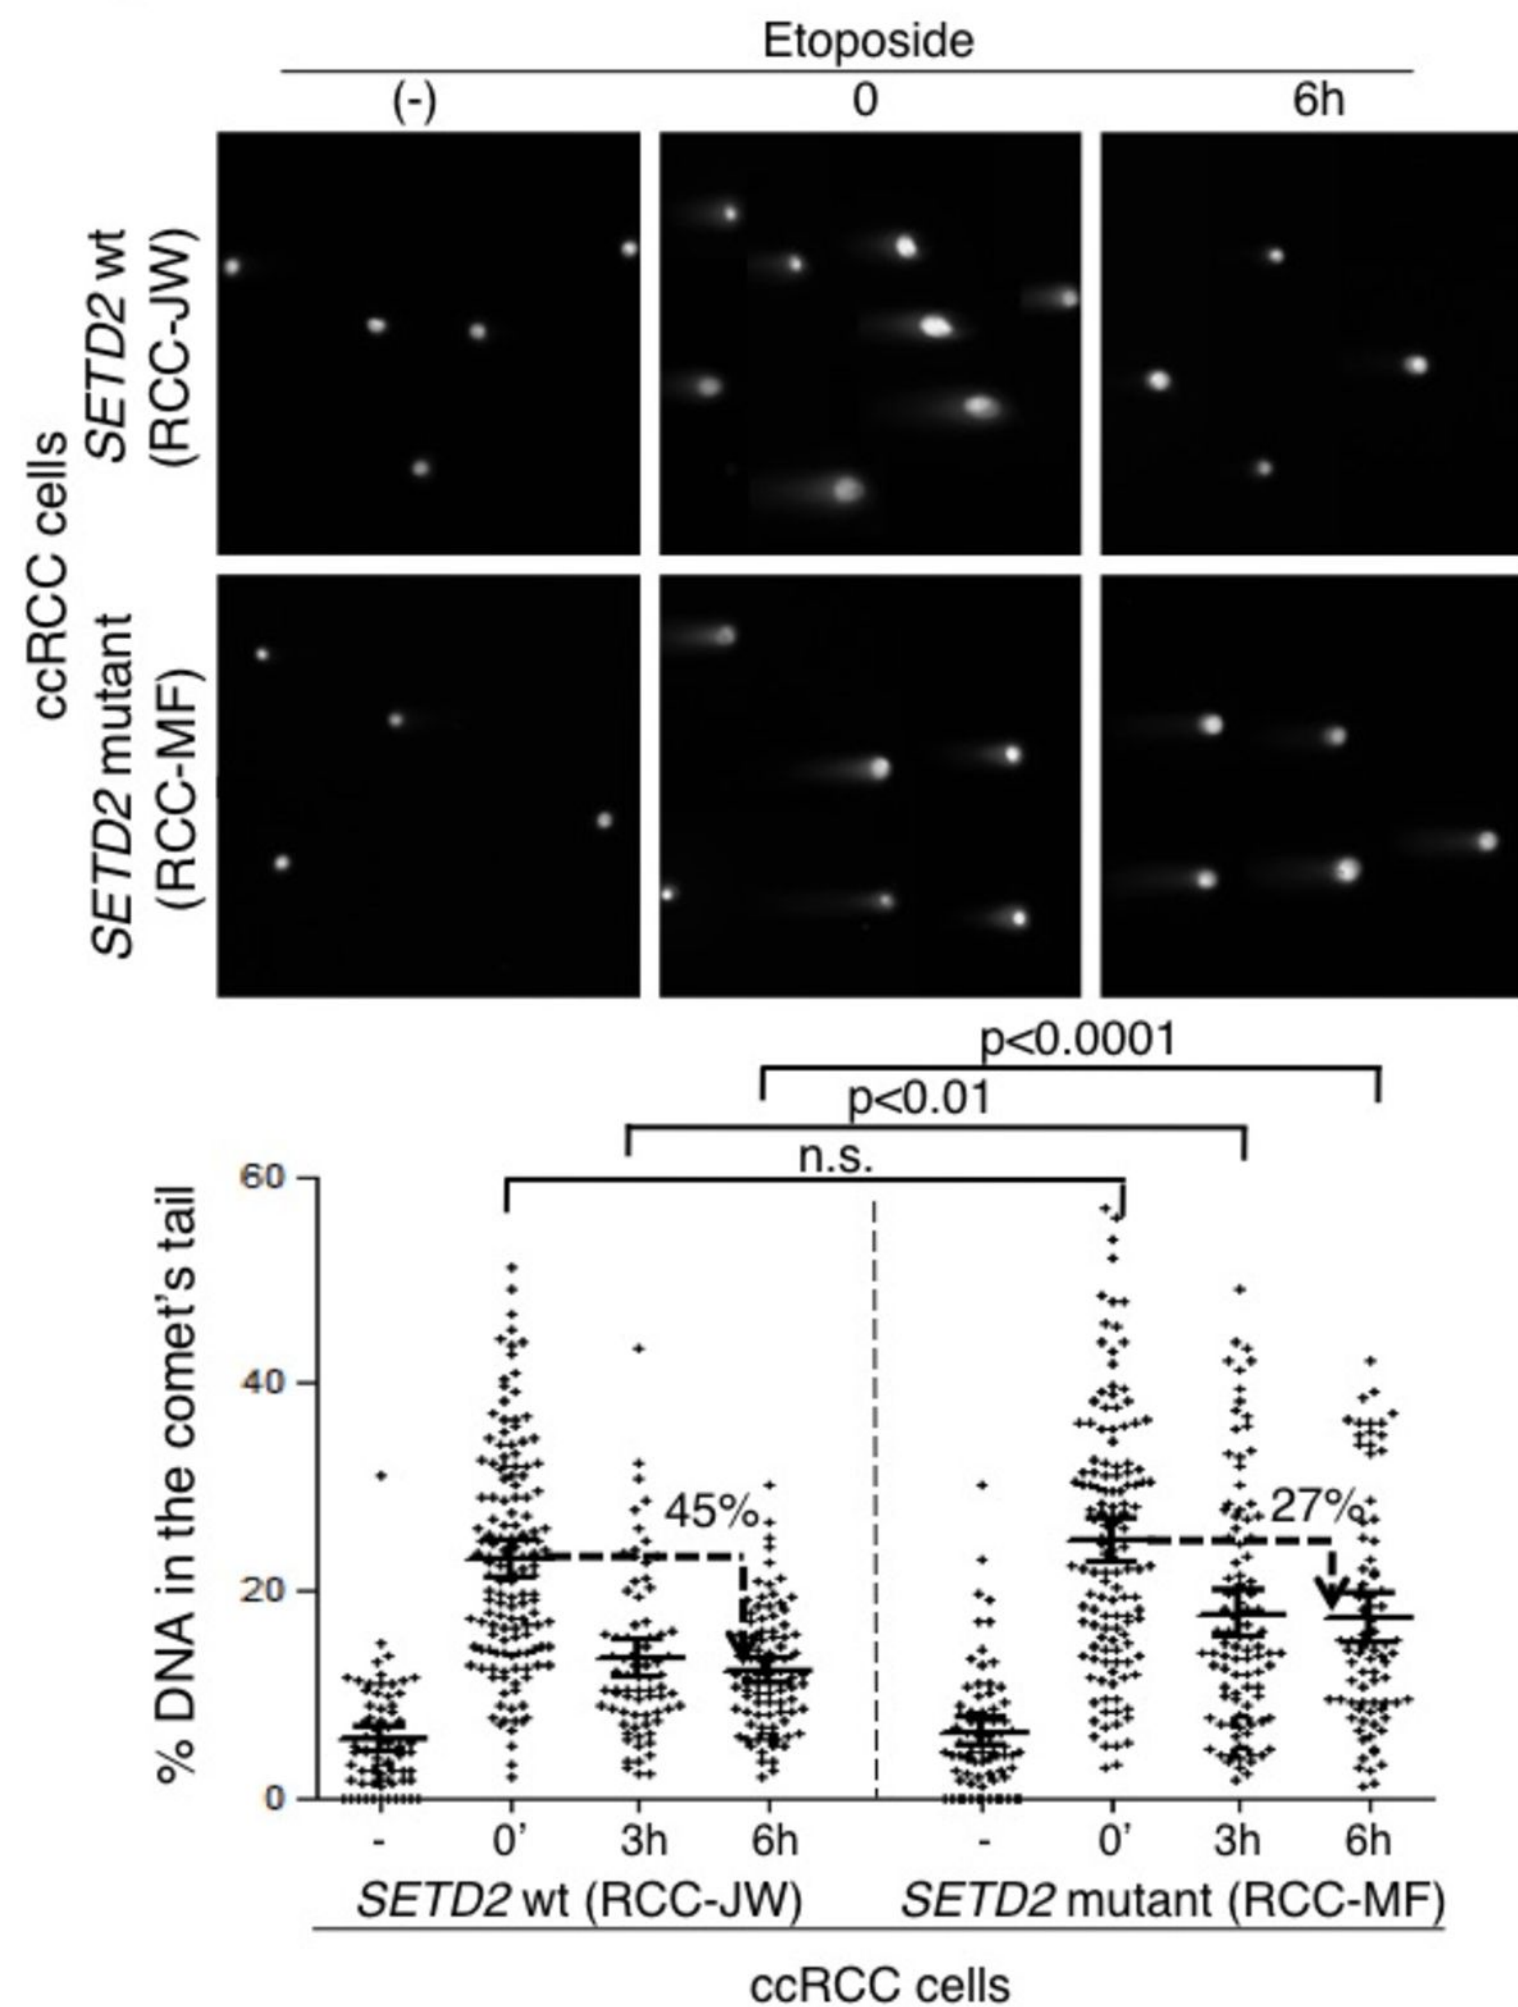 Etoposide
(-) 0 6h
ccRCC cells
SETD2 wt
(RCC-JW)
SETD2 mutant
(RCC-MF)
p<0.0001
p<0.01
n.s.
% DNA in the comet's tail
60
40
20
0
45%
27%
- 0’ 3h 6h - 0’ 3h 6h
SETD2 wt (RCC-JW) SETD2 mutant (RCC-MF)
ccRCC cells